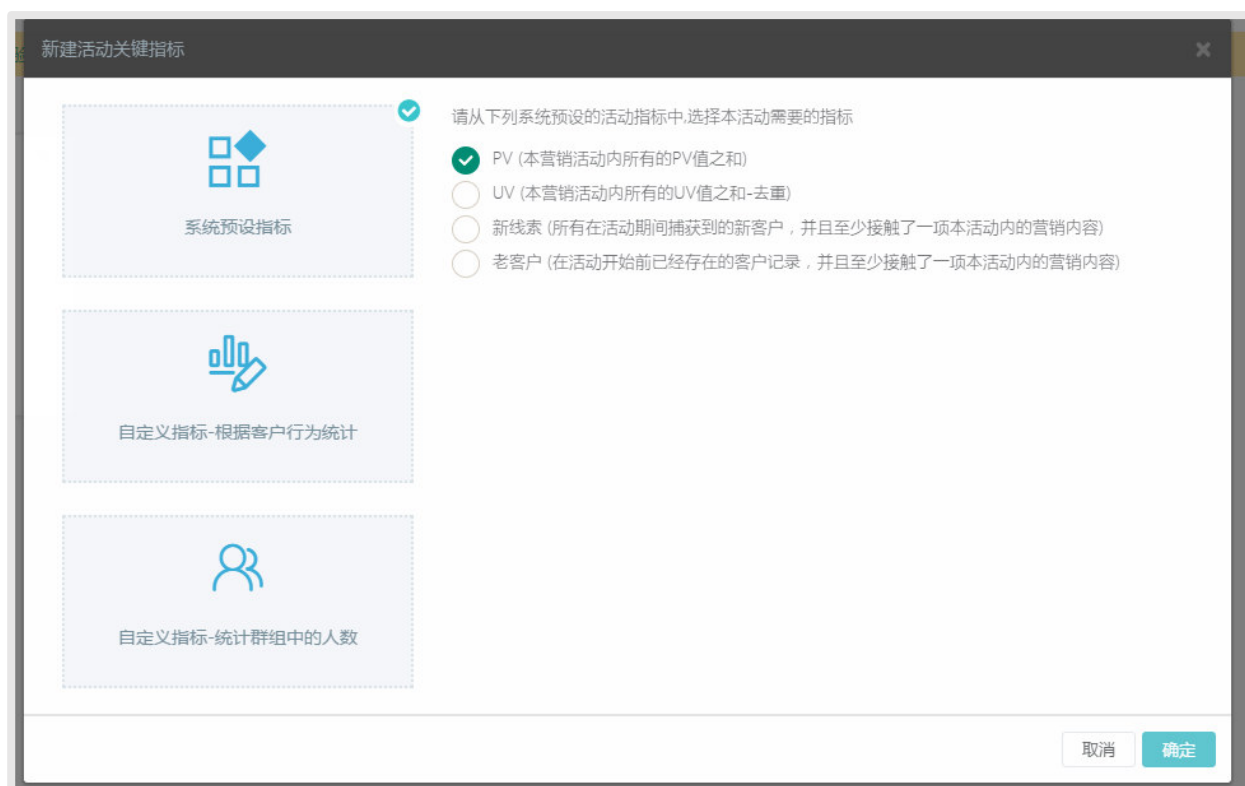 新建活动关键指标
系统预设指标
自定义指标-根据客户行为统计
自定义指标-统计群组中的人数
请从下列系统预设的活动指标中,选择本活动需要的指标
PV (本营销活动内所有的PV值之和)
UV (本营销活动内所有的UV值之和-去重)
新线索 (所有在活动期间捕获到的新客户，并且至少接触了一项本活动内的营销内容)
老客户 (在活动开始前已经存在的客户记录，并且至少接触了一项本活动内的营销内容)
取消
确定